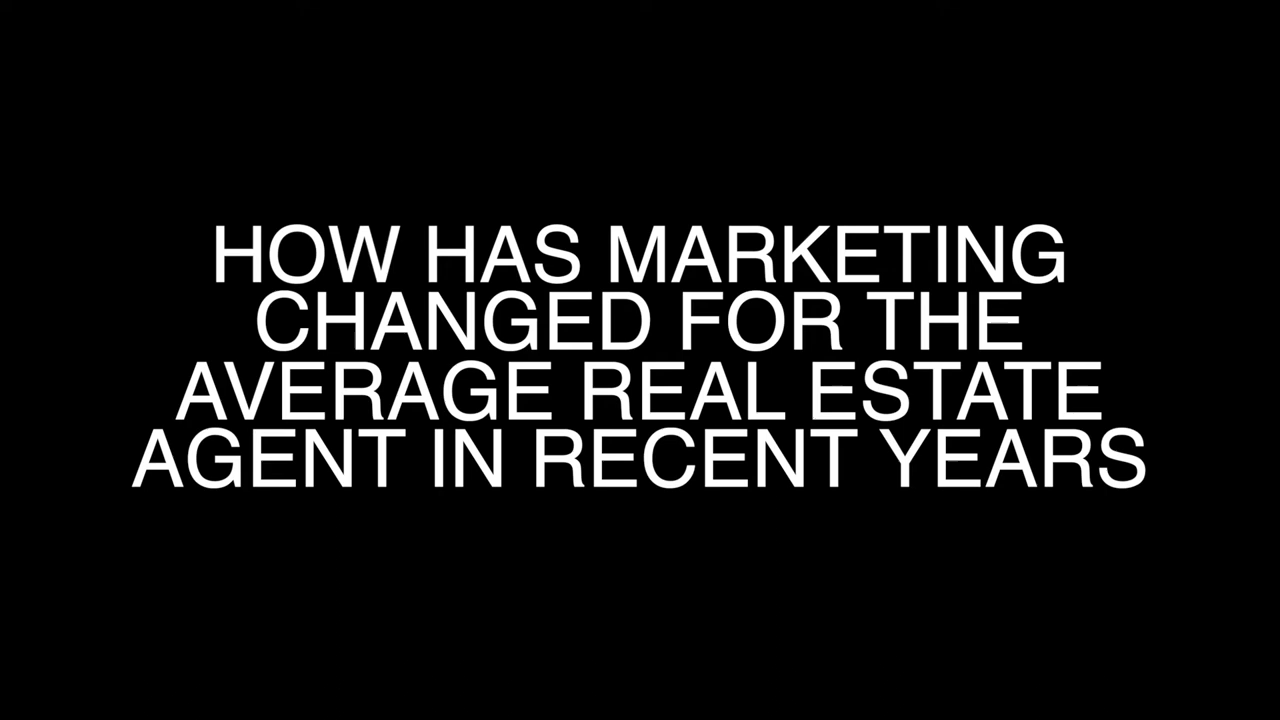 HOW HAS MARKETING
CHANGED FOR THE
AVERAGE REAL ESTATE
AGENT IN RECENT YEARS